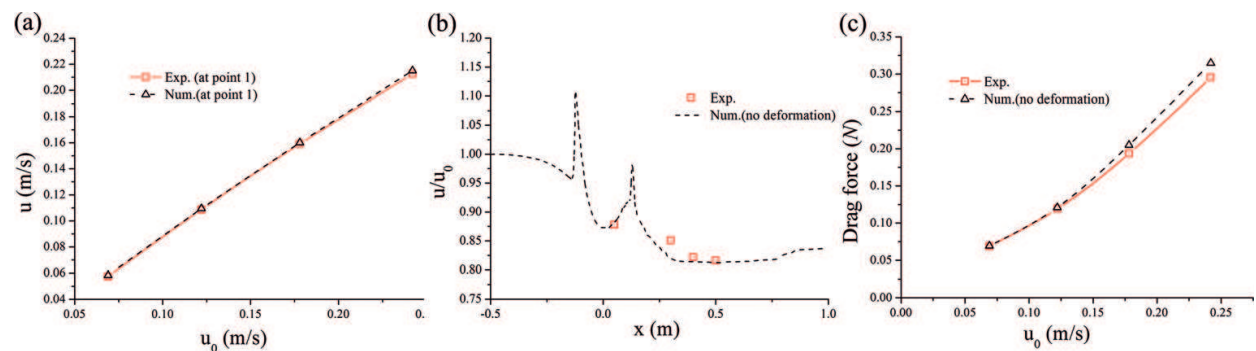 (a)
0.24
0.22
0.20
0.18
0.16
0.14
0.12
0.10
0.08
0.06
0.04
u (m/s)
Exp. (at point 1)
Num.(at point 1)
0.05
0.10
0.15
0.20
0.
u0 (m/s)
(b)
1.20
1.15
1.10
1.05
1.00
0.95
0.90
0.85
0.80
0.75
u/u0
Exp.
Num.(no deformation)
-0.5
0.0
0.5
1.0
x (m)
(c)
0.35
0.30
0.25
0.20
0.15
0.10
0.05
0.00
Drag force (N)
Exp.
Num.(no deformation)
0.00
0.05
0.10
0.15
0.20
0.25
u0 (m/s)